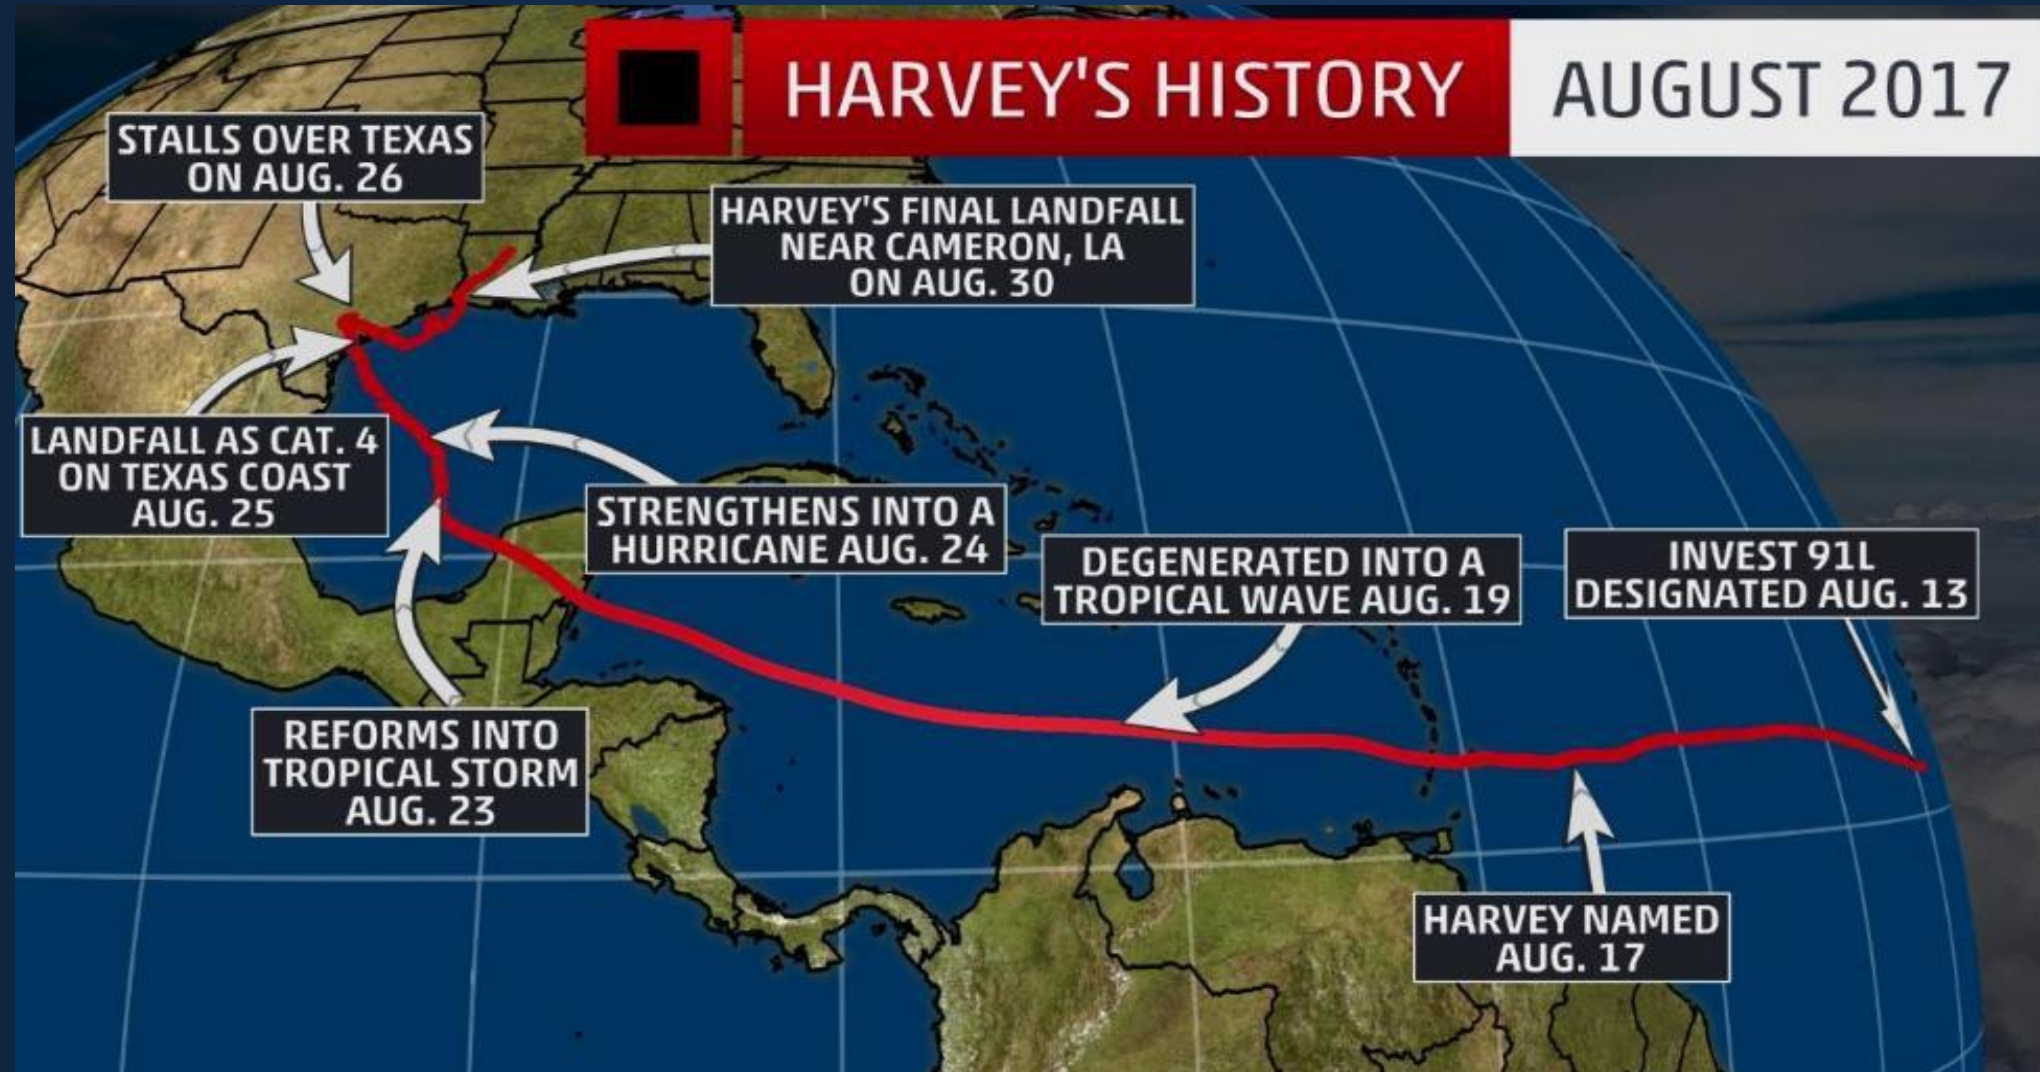 HARVEY'S HISTORY
AUGUST 2017
STALLS OVER TEXAS
ON AUG. 26
HARVEY'S FINAL LANDFALL
NEAR CAMERON, LA
ON AUG. 30
LANDFALL AS CAT. 4
ON TEXAS COAST
AUG. 25
STRENGTHENS INTO A
HURRICANE AUG. 24
DEGENERATED INTO A
TROPICAL WAVE AUG. 19
INVEST 91L
DESIGNATED AUG. 13
REFORMS INTO
TROPICAL STORM
AUG. 23
HARVEY NAMED
AUG. 17